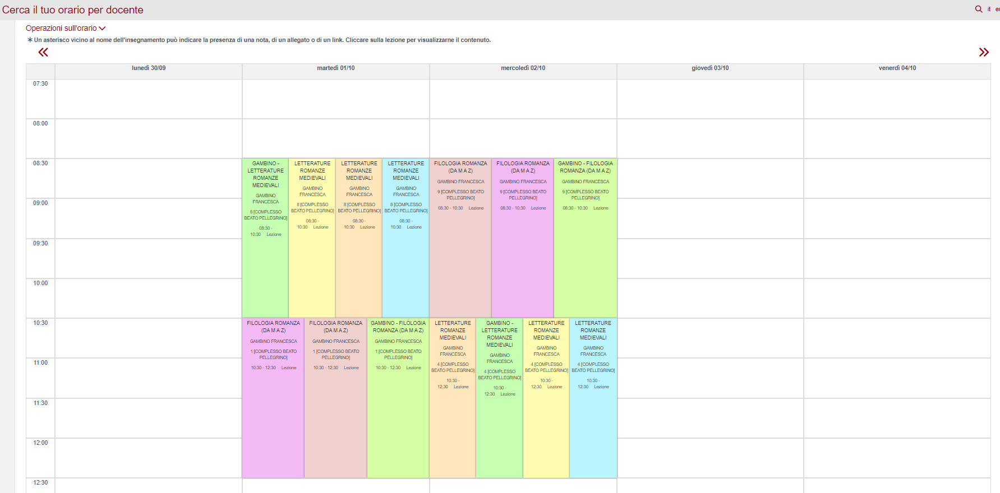 Cerca il tuo orario per docente
it
Operazioni sull'orario
* Un asterisco vicino al nome dell'insegnamento può indicare la presenza di una nota, di un allegato o di un link. Cliccare sulla lezione per visualizzarne il contenuto.
lunedì 30/09
martedì 01/10
mercoledì 02/10
giovedì 03/10
venerdì 04/10
07:30
08:00
08:30
09:00
09:30
10:00
10:30
11:00
11:30
12:00
12:30
GAMBINO -
LETTERATURE
ROMANZE
MEDIEVALI
GAMBINO
FRANCESCA
8 [COMPLESSO
BEATO PELLEGRINO]
08:30 -
10:30 Lezione
LETTERATURE
ROMANZE
MEDIEVALI
GAMBINO
FRANCESCA
8 [COMPLESSO
BEATO PELLEGRINO]
08:30 -
10:30 Lezione
LETTERATURE
ROMANZE
MEDIEVALI
GAMBINO
FRANCESCA
8 [COMPLESSO
BEATO PELLEGRINO]
08:30 -
10:30 Lezione
LETTERATURE
ROMANZE
MEDIEVALI
GAMBINO
FRANCESCA
8 [COMPLESSO
BEATO PELLEGRINO]
08:30 -
10:30 Lezione
FILOLOGIA ROMANZA
(DA M A Z)
GAMBINO FRANCESCA
9 [COMPLESSO BEATO
PELLEGRINO]
08:30 - 10:30 Lezione
FILOLOGIA ROMANZA
(DA M A Z)
GAMBINO FRANCESCA
9 [COMPLESSO BEATO
PELLEGRINO]
08:30 - 10:30 Lezione
GAMBINO - FILOLOGIA
ROMANZA (DA M A Z)
GAMBINO FRANCESCA
9 [COMPLESSO BEATO
PELLEGRINO]
08:30 - 10:30 Lezione
FILOLOGIA ROMANZA
(DA M A Z)
GAMBINO FRANCESCA
1 [COMPLESSO BEATO
PELLEGRINO]
10:30 - 12:30 Lezione
FILOLOGIA ROMANZA
(DA M A Z)
GAMBINO FRANCESCA
1 [COMPLESSO BEATO
PELLEGRINO]
10:30 - 12:30 Lezione
GAMBINO - FILOLOGIA
ROMANZA (DA M A Z)
GAMBINO FRANCESCA
1 [COMPLESSO BEATO
PELLEGRINO]
10:30 - 12:30 Lezione
LETTERATURE
ROMANZE
MEDIEVALI
GAMBINO
FRANCESCA
4 [COMPLESSO
BEATO PELLEGRINO]
10:30 -
12:30 Lezione
GAMBINO -
LETTERATURE
ROMANZE
MEDIEVALI
GAMBINO
FRANCESCA
4 [COMPLESSO
BEATO PELLEGRINO]
10:30 -
12:30 Lezione
LETTERATURE
ROMANZE
MEDIEVALI
GAMBINO
FRANCESCA
4 [COMPLESSO
BEATO PELLEGRINO]
10:30 -
12:30 Lezione
LETTERATURE
ROMANZE
MEDIEVALI
GAMBINO
FRANCESCA
4 [COMPLESSO
BEATO PELLEGRINO]
10:30 -
12:30 Lezione